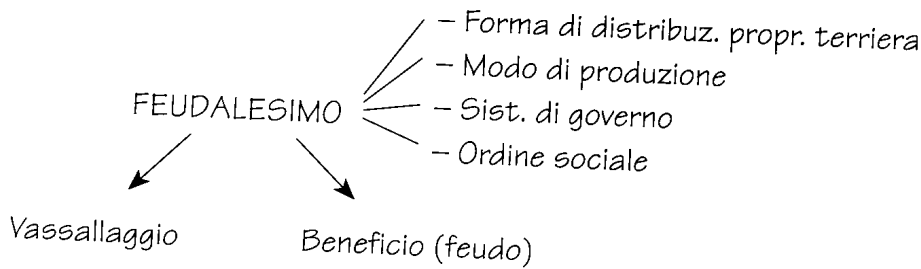 – Forma di distribuz. propr. terriera
– Modo di produzione
FEUDALESIMO
– Sist. di governo
– Ordine sociale
Vassallaggio
Beneficio (feudo)